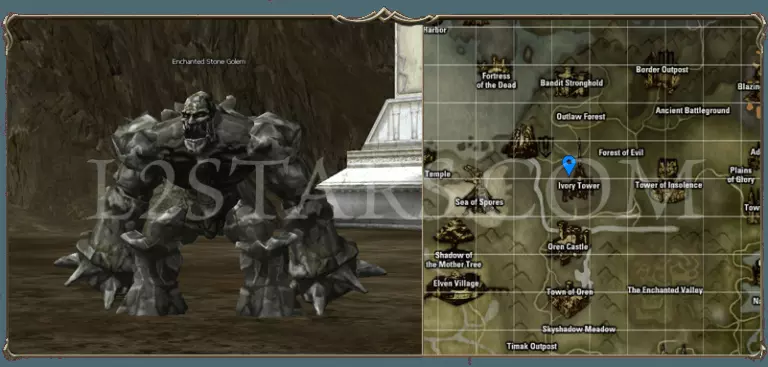 Enchanted Stone Golem
L2STARS.COM
Harbor
Fortress
of the Dead
Bandit Stronghold
Border Outpost
Blazin
Outlaw Forest
Ancient Battleground
Forest of Evil
Ad
Temple
Ivory Tower
Tower of Insolence
Plains
of Glory
Sea of Spores
Tow
Oren Castle
Shadow of
the Mother Tree
Elven Village
Town of Oren
The Enchanted Valley
N
Skyshadow Meadow
Timak Outpost